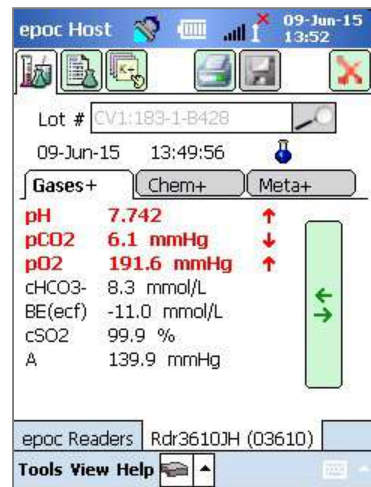 epoc Host 09-Jun-15
13:52
K+
Lot # CV1:183-1-B428
09-Jun-15 13:49:56
Gases+ Chem+ Meta+
pH 7.742 ↑
pCO2 6.1 mmHg ↓
pO2 191.6 mmHg ↑
cHCO3- 8.3 mmol/L
BE(ecf) -11.0 mmol/L
cSO2 99.9 %
A 139.9 mmHg
epoc Readers Rdr3610JH (03610)
Tools View Help